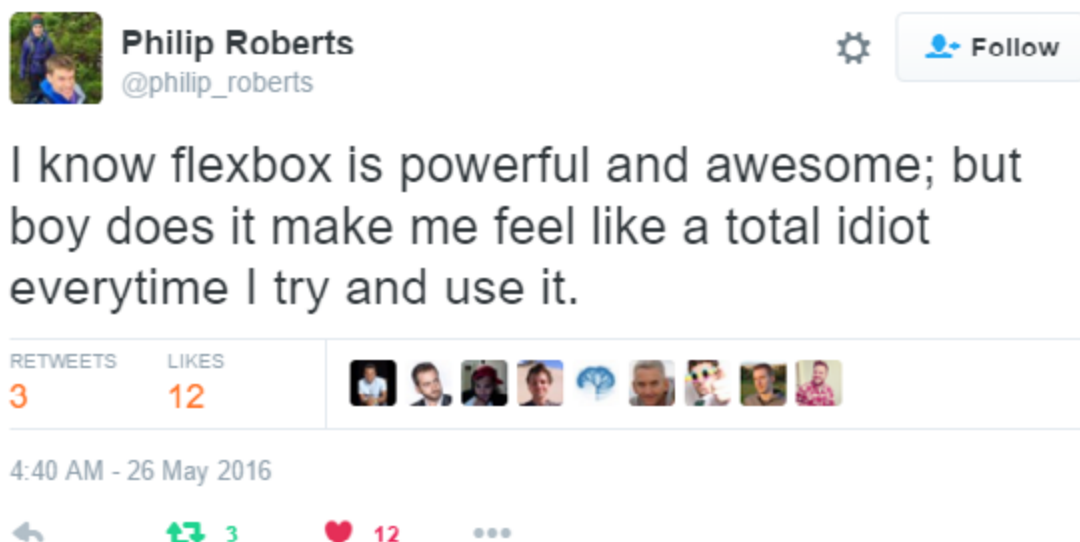 Philip Roberts
@philip_roberts
Follow
I know flexbox is powerful and awesome; but
boy does it make me feel like a total idiot
everytime I try and use it.
RETWEETS LIKES
3 12
4:40 AM - 26 May 2016
3 12